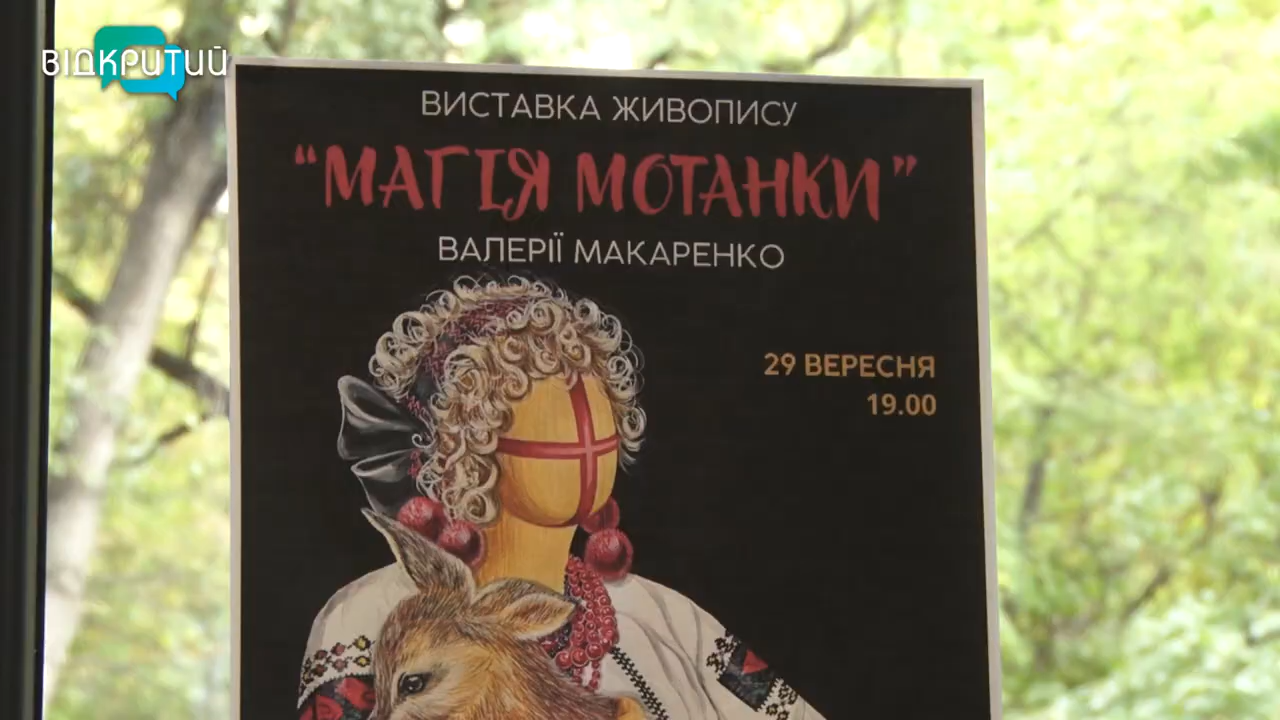 ВІДКРИТИЙ
ВИСТАВКА ЖИВОПИСУ
“МАГІЯ МОТАНКИ”
ВАЛЕРІЇ МАКАРЕНКО
29 ВЕРЕСНЯ
19.00